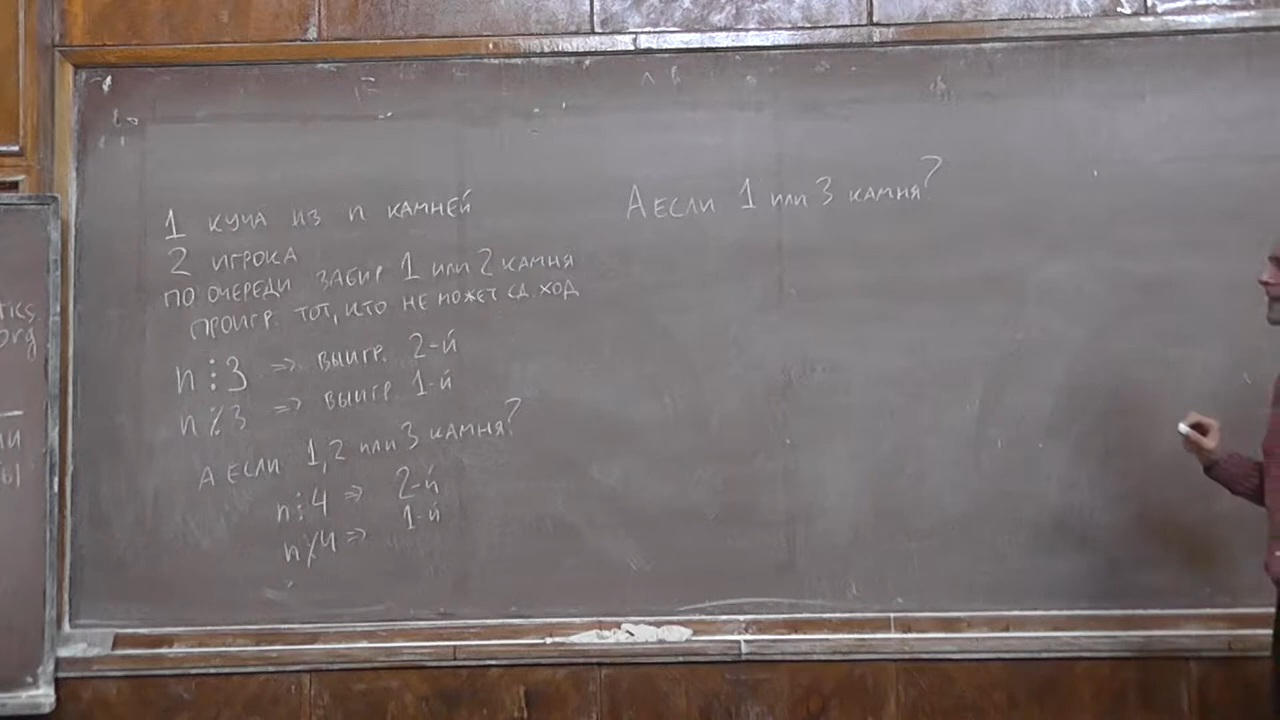 1 куча из n камней
2 игрока
по очереди забир 1 или 2 камня
проигр. тот, кто не может сд. ход
n⋮3 => выигр. 2-й
n⋮̸3 => выигр. 1-й
А если 1,2 или 3 камня?
n⋮4 => 2-й
n⋮̸4 => 1-й
А если 1 или 3 камня?
tics.
org